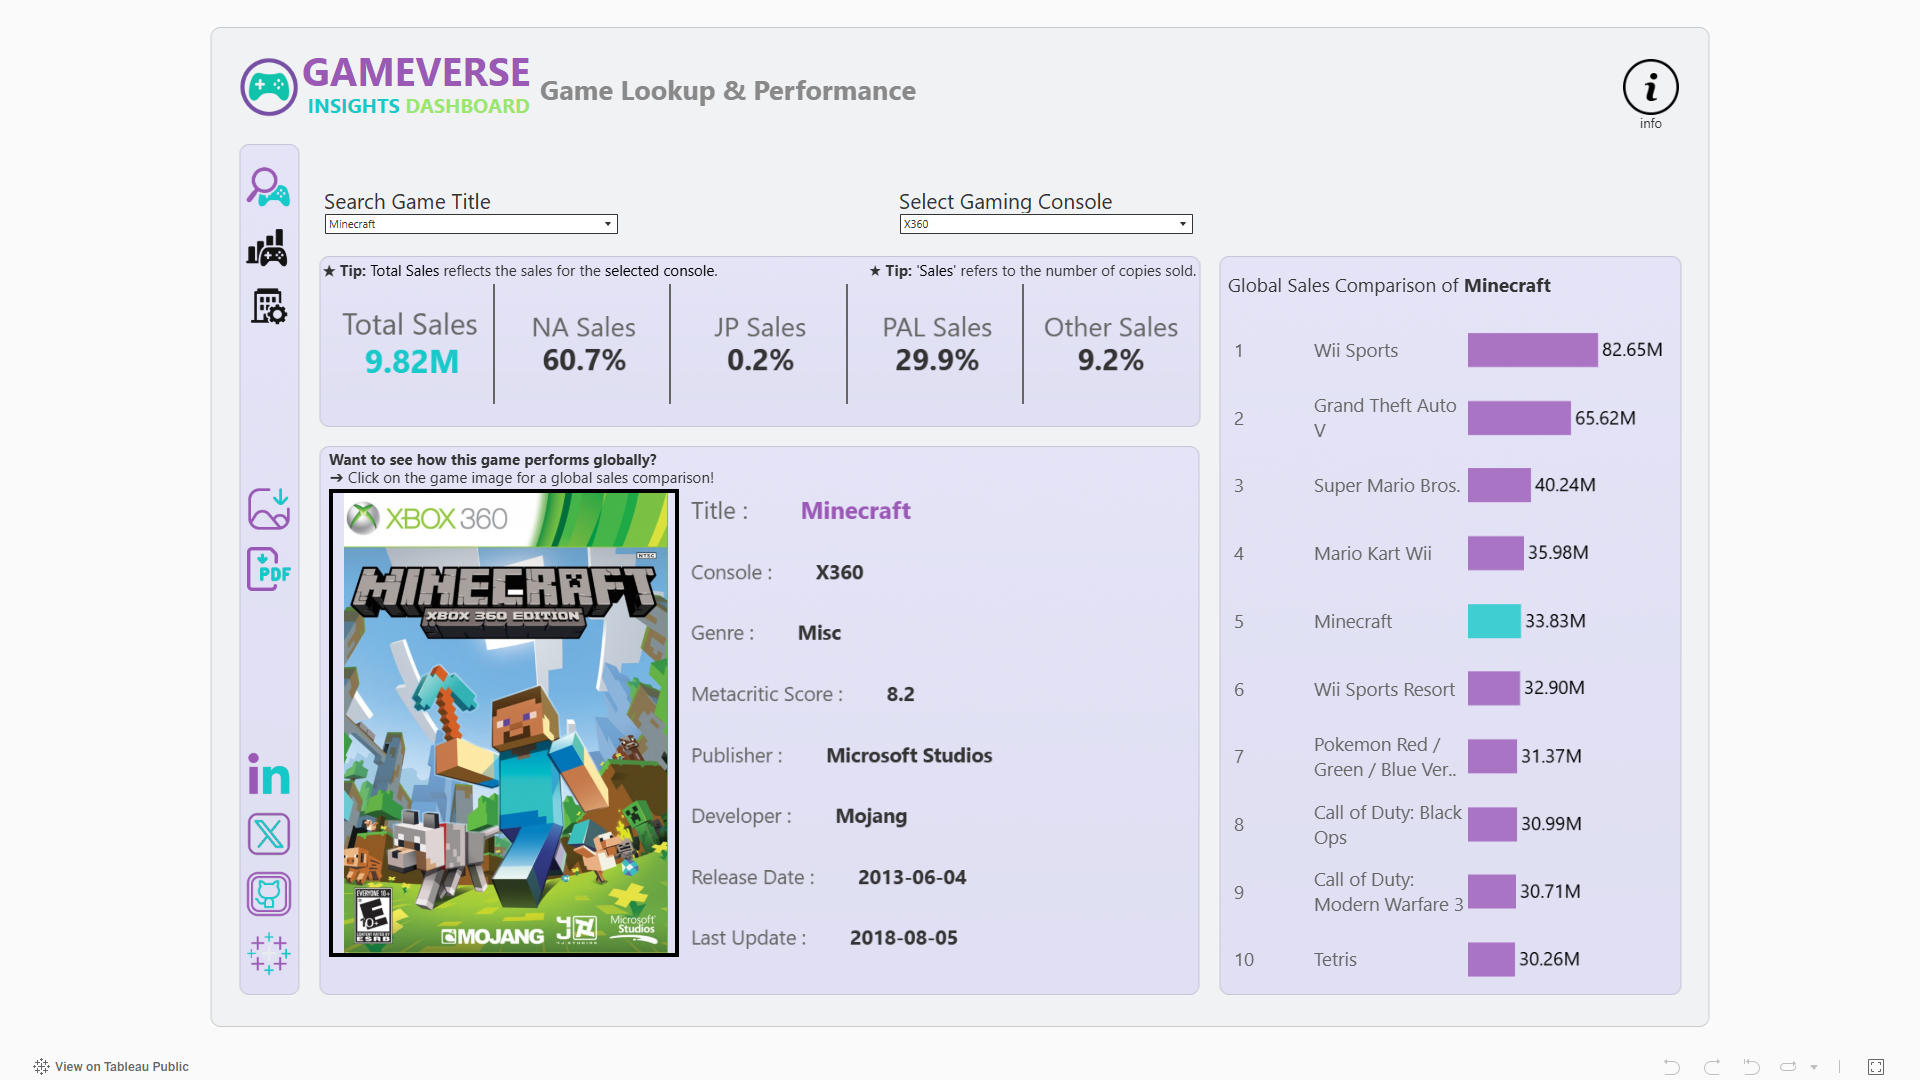 GAMEVERSE
INSIGHTS DASHBOARD
Game Lookup & Performance
info
Search Game Title
Minecraft
Select Gaming Console
X360
★ Tip: Total Sales reflects the sales for the selected console.
★ Tip: 'Sales' refers to the number of copies sold.
Total Sales
9.82M
NA Sales
60.7%
JP Sales
0.2%
PAL Sales
29.9%
Other Sales
9.2%
Want to see how this game performs globally?
➔ Click on the game image for a global sales comparison!
XBOX 360
NTSC
MINECRAFT
XBOX 360 EDITION
EVERYONE 10+
E
10+
ESRB
MOJANG
4J STUDIOS
Microsoft
Studios
Title : Minecraft
Console : X360
Genre : Misc
Metacritic Score : 8.2
Publisher : Microsoft Studios
Developer : Mojang
Release Date : 2013-06-04
Last Update : 2018-08-05
Global Sales Comparison of Minecraft
1 Wii Sports 82.65M
2 Grand Theft Auto
V 65.62M
3 Super Mario Bros. 40.24M
4 Mario Kart Wii 35.98M
5 Minecraft 33.83M
6 Wii Sports Resort 32.90M
7 Pokemon Red /
Green / Blue Ver.. 31.37M
8 Call of Duty: Black
Ops 30.99M
9 Call of Duty:
Modern Warfare 3 30.71M
10 Tetris 30.26M
PDF
in
X
View on Tableau Public